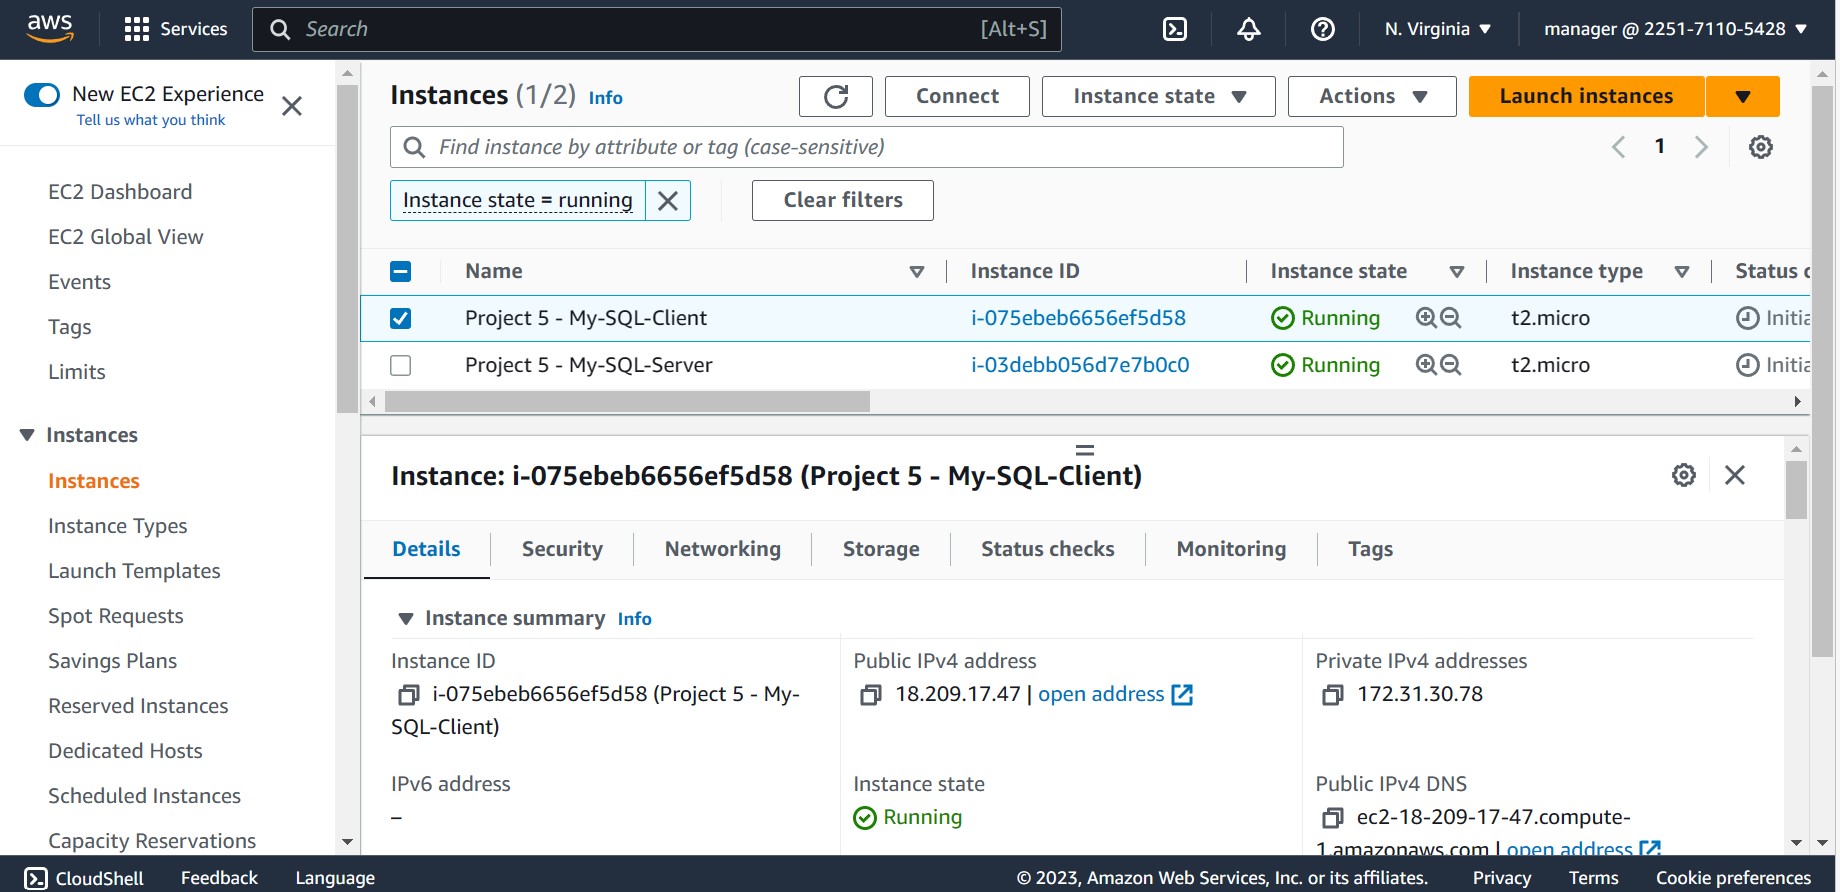 aws
Services
Search
[Alt+S]
N. Virginia
manager @ 2251-7110-5428
New EC2 Experience
Tell us what you think
EC2 Dashboard
EC2 Global View
Events
Tags
Limits
Instances
Instances
Instance Types
Launch Templates
Spot Requests
Savings Plans
Reserved Instances
Dedicated Hosts
Scheduled Instances
Capacity Reservations
Instances (1/2) Info
Connect
Instance state
Actions
Launch instances
Find instance by attribute or tag (case-sensitive)
1
Instance state = running
Clear filters
Name Instance ID Instance state Instance type Status c
Project 5 - My-SQL-Client i-075ebeb6656ef5d58 Running t2.micro Initia
Project 5 - My-SQL-Server i-03debb056d7e7b0c0 Running t2.micro Initia
Instance: i-075ebeb6656ef5d58 (Project 5 - My-SQL-Client)
Details Security Networking Storage Status checks Monitoring Tags
Instance summary Info
Instance ID
i-075ebeb6656ef5d58 (Project 5 - My-
SQL-Client)
Public IPv4 address
18.209.17.47 | open address
Private IPv4 addresses
172.31.30.78
IPv6 address
–
Instance state
Running
Public IPv4 DNS
ec2-18-209-17-47.compute-
1.amazonaws.com | open address
CloudShell Feedback Language
© 2023, Amazon Web Services, Inc. or its affiliates. Privacy Terms Cookie preferences